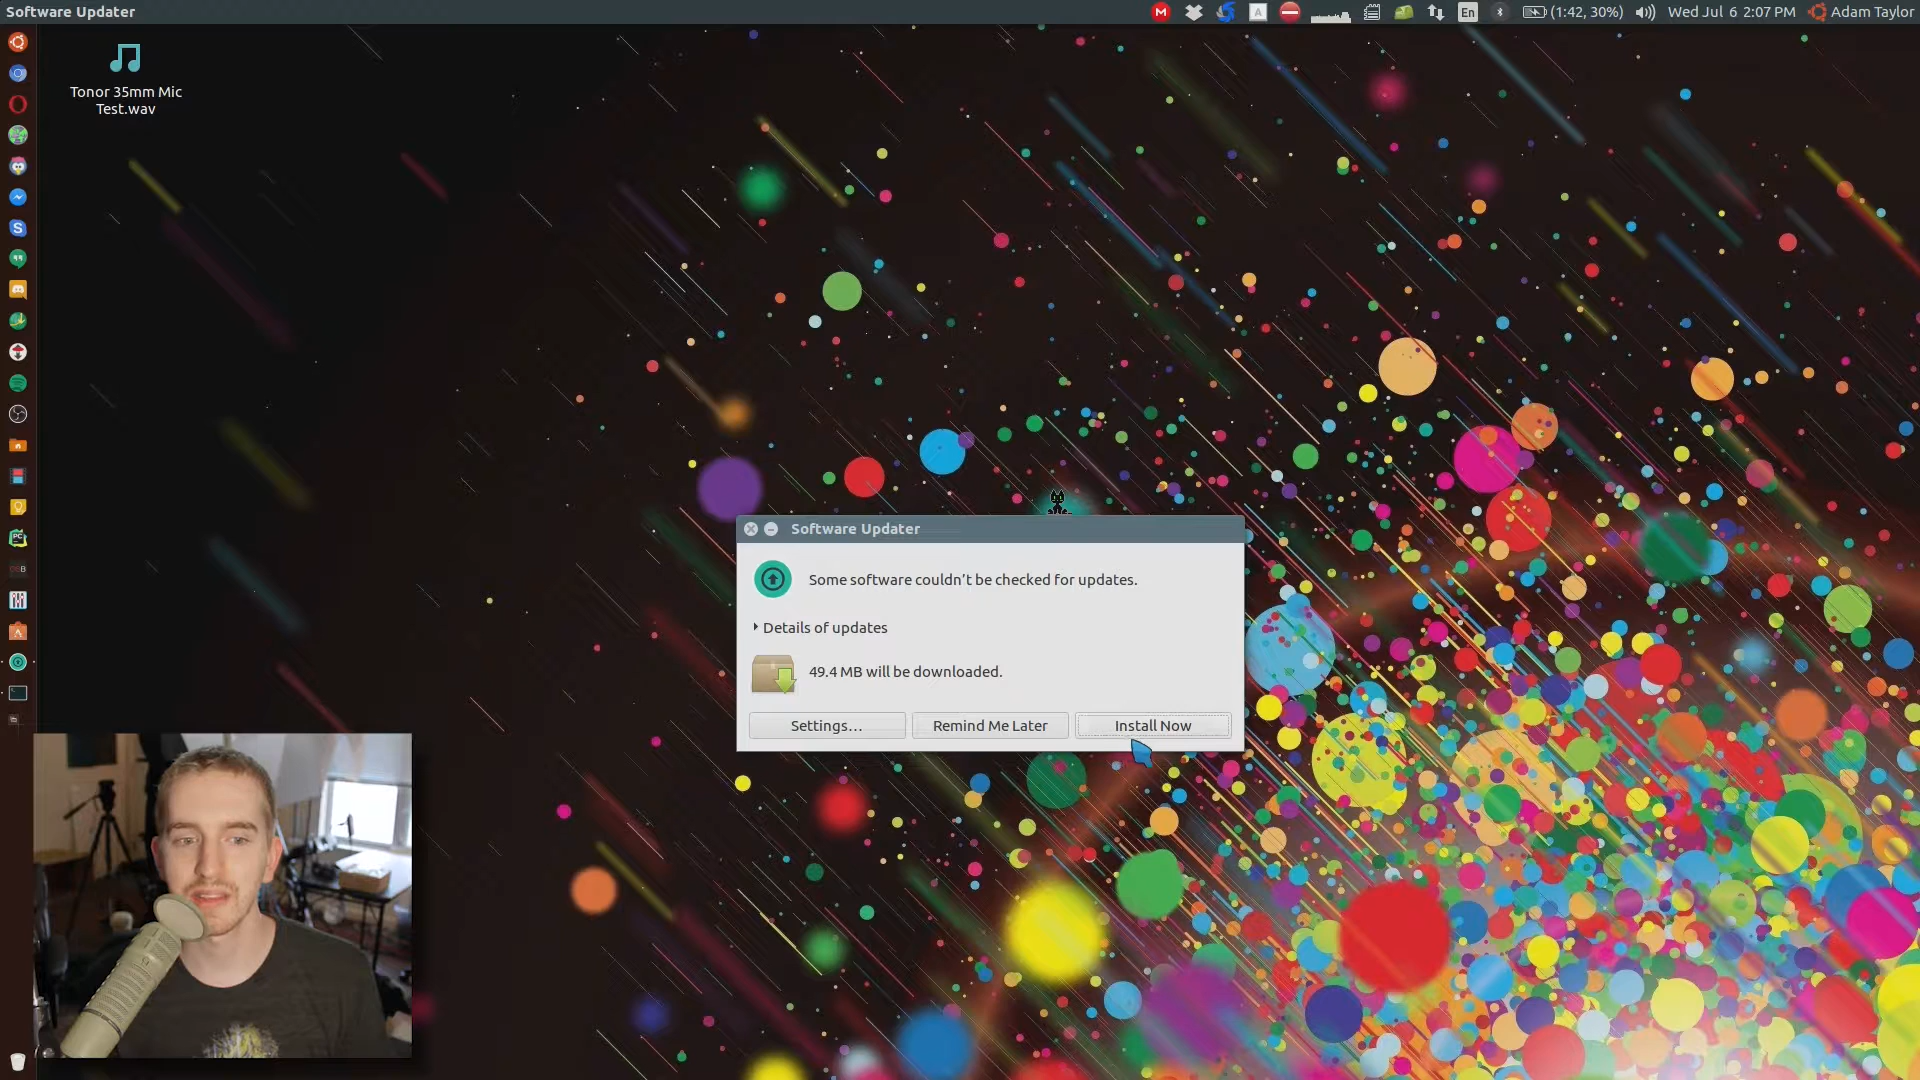 Software Updater
En
(1:42, 30%)
Wed Jul 6 2:07 PM
Adam Taylor
Tonor 35mm Mic
Test.wav
Software Updater
Some software couldn't be checked for updates.
Details of updates
49.4 MB will be downloaded.
Settings…
Remind Me Later
Install Now